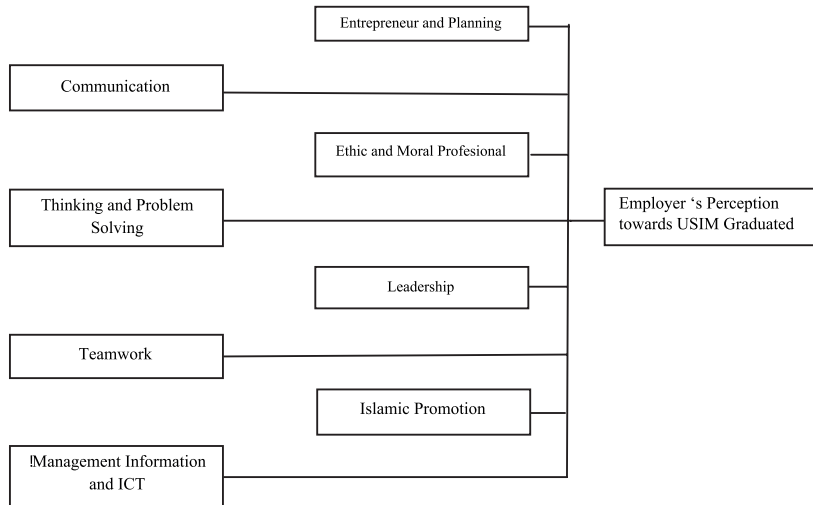 Entrepreneur and Planning
Communication
Ethic and Moral Profesional
Thinking and Problem
Solving
Employer ‘s Perception
towards USIM Graduated
Leadership
Teamwork
Islamic Promotion
!Management Information
and ICT